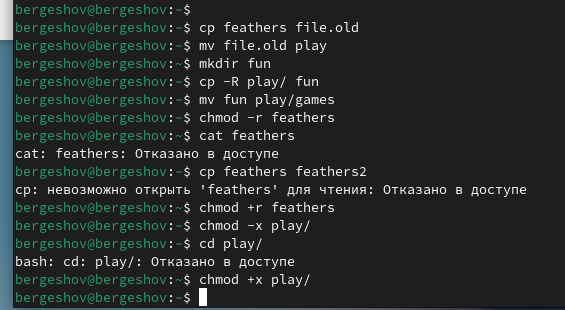 bergeshov@bergeshov:~$
bergeshov@bergeshov:~$ cp feathers file.old
bergeshov@bergeshov:~$ mv file.old play
bergeshov@bergeshov:~$ mkdir fun
bergeshov@bergeshov:~$ cp -R play/ fun
bergeshov@bergeshov:~$ mv fun play/games
bergeshov@bergeshov:~$ chmod -r feathers
bergeshov@bergeshov:~$ cat feathers
cat: feathers: Отказано в доступе
bergeshov@bergeshov:~$ cp feathers feathers2
cp: невозможно открыть 'feathers' для чтения: Отказано в доступе
bergeshov@bergeshov:~$ chmod +r feathers
bergeshov@bergeshov:~$ chmod -x play/
bergeshov@bergeshov:~$ cd play/
bash: cd: play/: Отказано в доступе
bergeshov@bergeshov:~$ chmod +x play/
bergeshov@bergeshov:~$